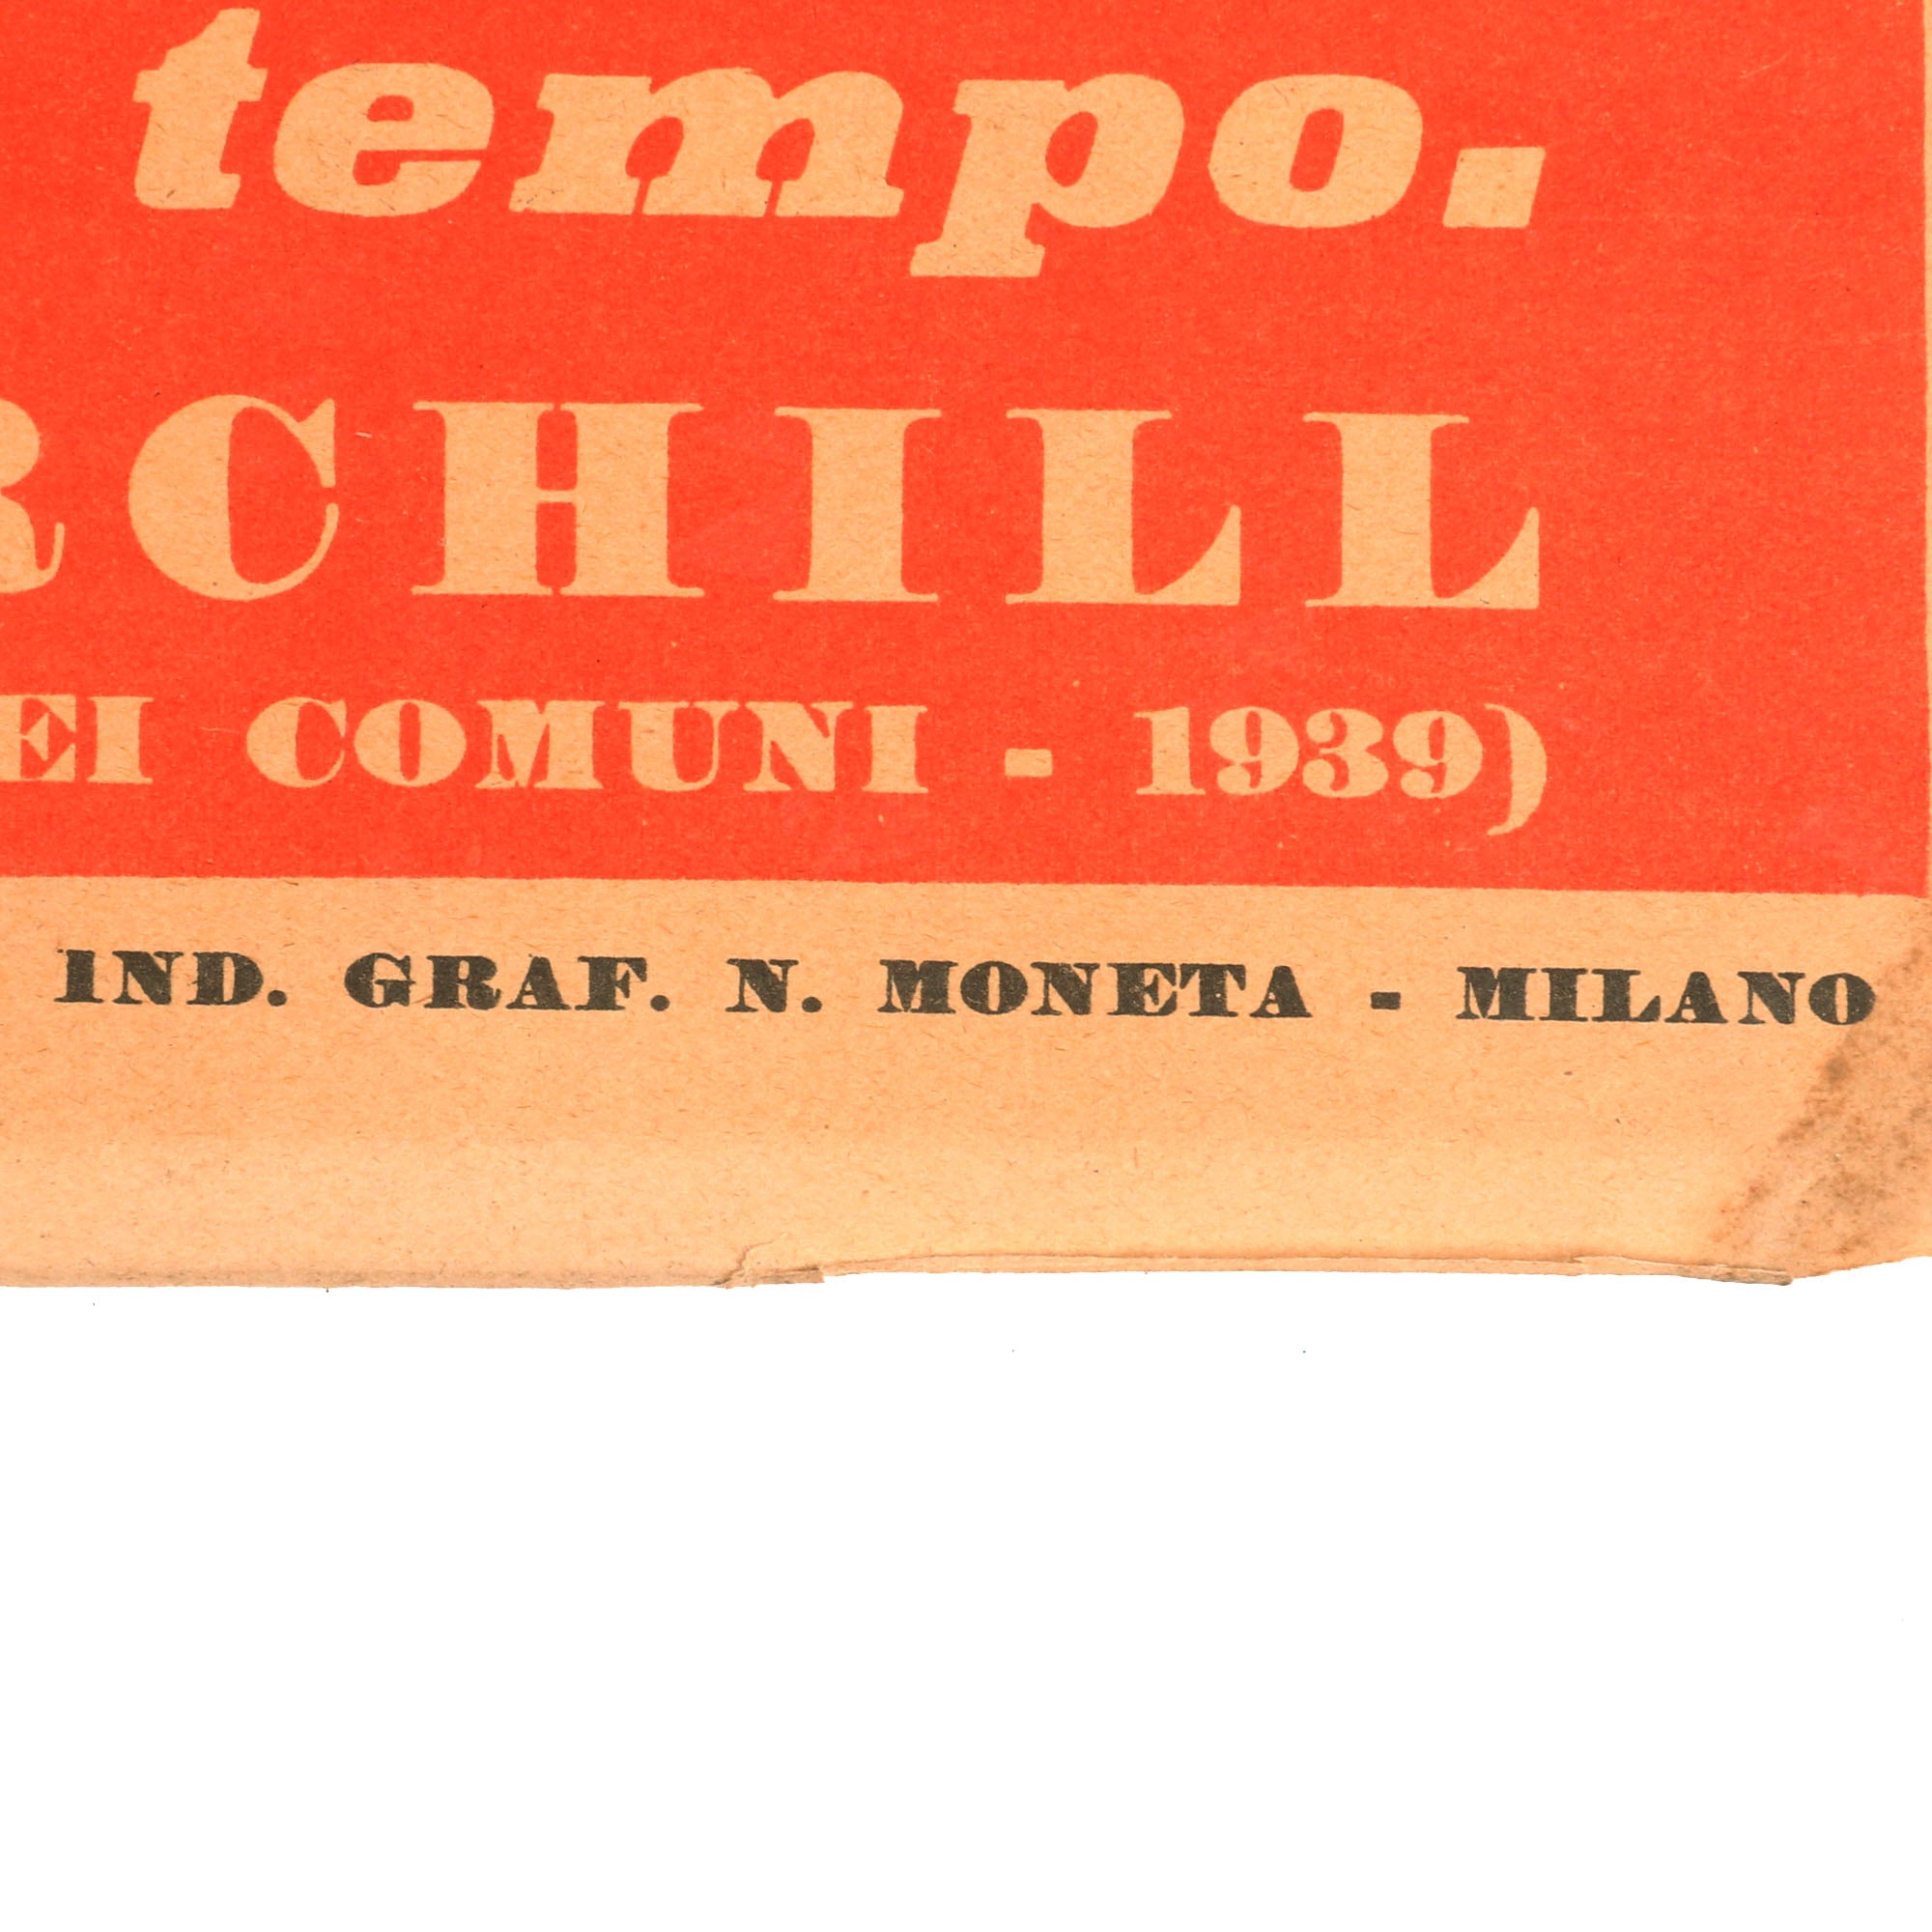 tempo.
RCHILL
EI COMUNI - 1939)
IND. GRAF. N. MONETA - MILANO